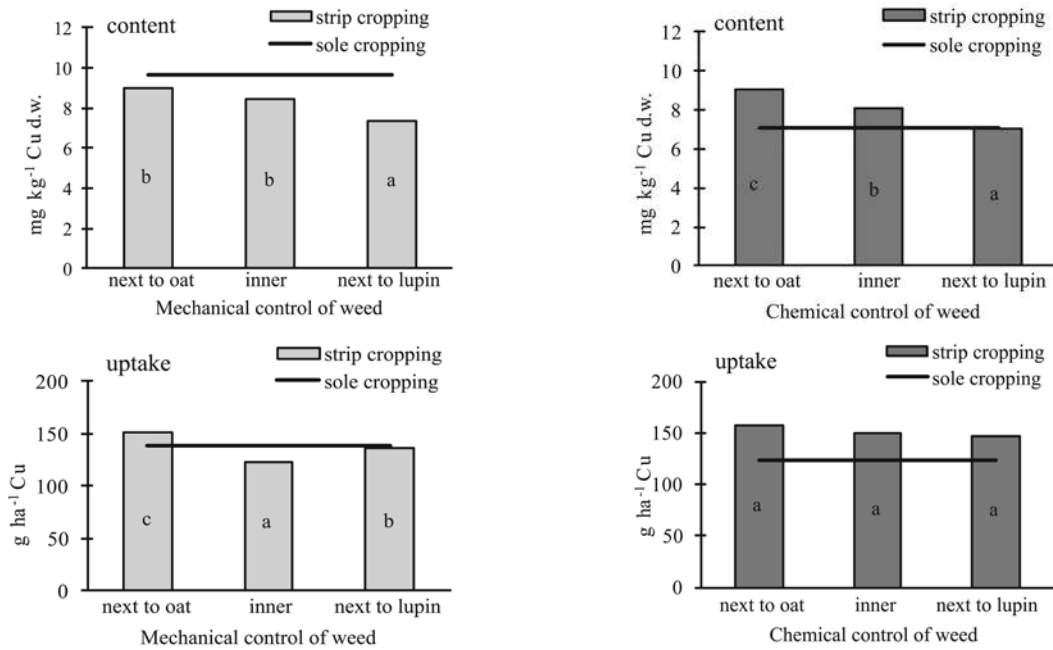 content
strip cropping
sole cropping
12
10
8
6
4
2
0
mg kg⁻¹ Cu d.w.
b
b
a
next to oat inner next to lupin
Mechanical control of weed
content
strip cropping
sole cropping
12
10
8
6
4
2
0
mg kg⁻¹ Cu d.w.
c
b
a
next to oat inner next to lupin
Chemical control of weed
uptake
strip cropping
sole cropping
200
150
100
50
0
g ha⁻¹ Cu
c
a
b
next to oat inner next to lupin
Mechanical control of weed
uptake
strip cropping
sole cropping
200
150
100
50
0
g ha⁻¹ Cu
a
a
a
next to oat inner next to lupin
Chemical control of weed